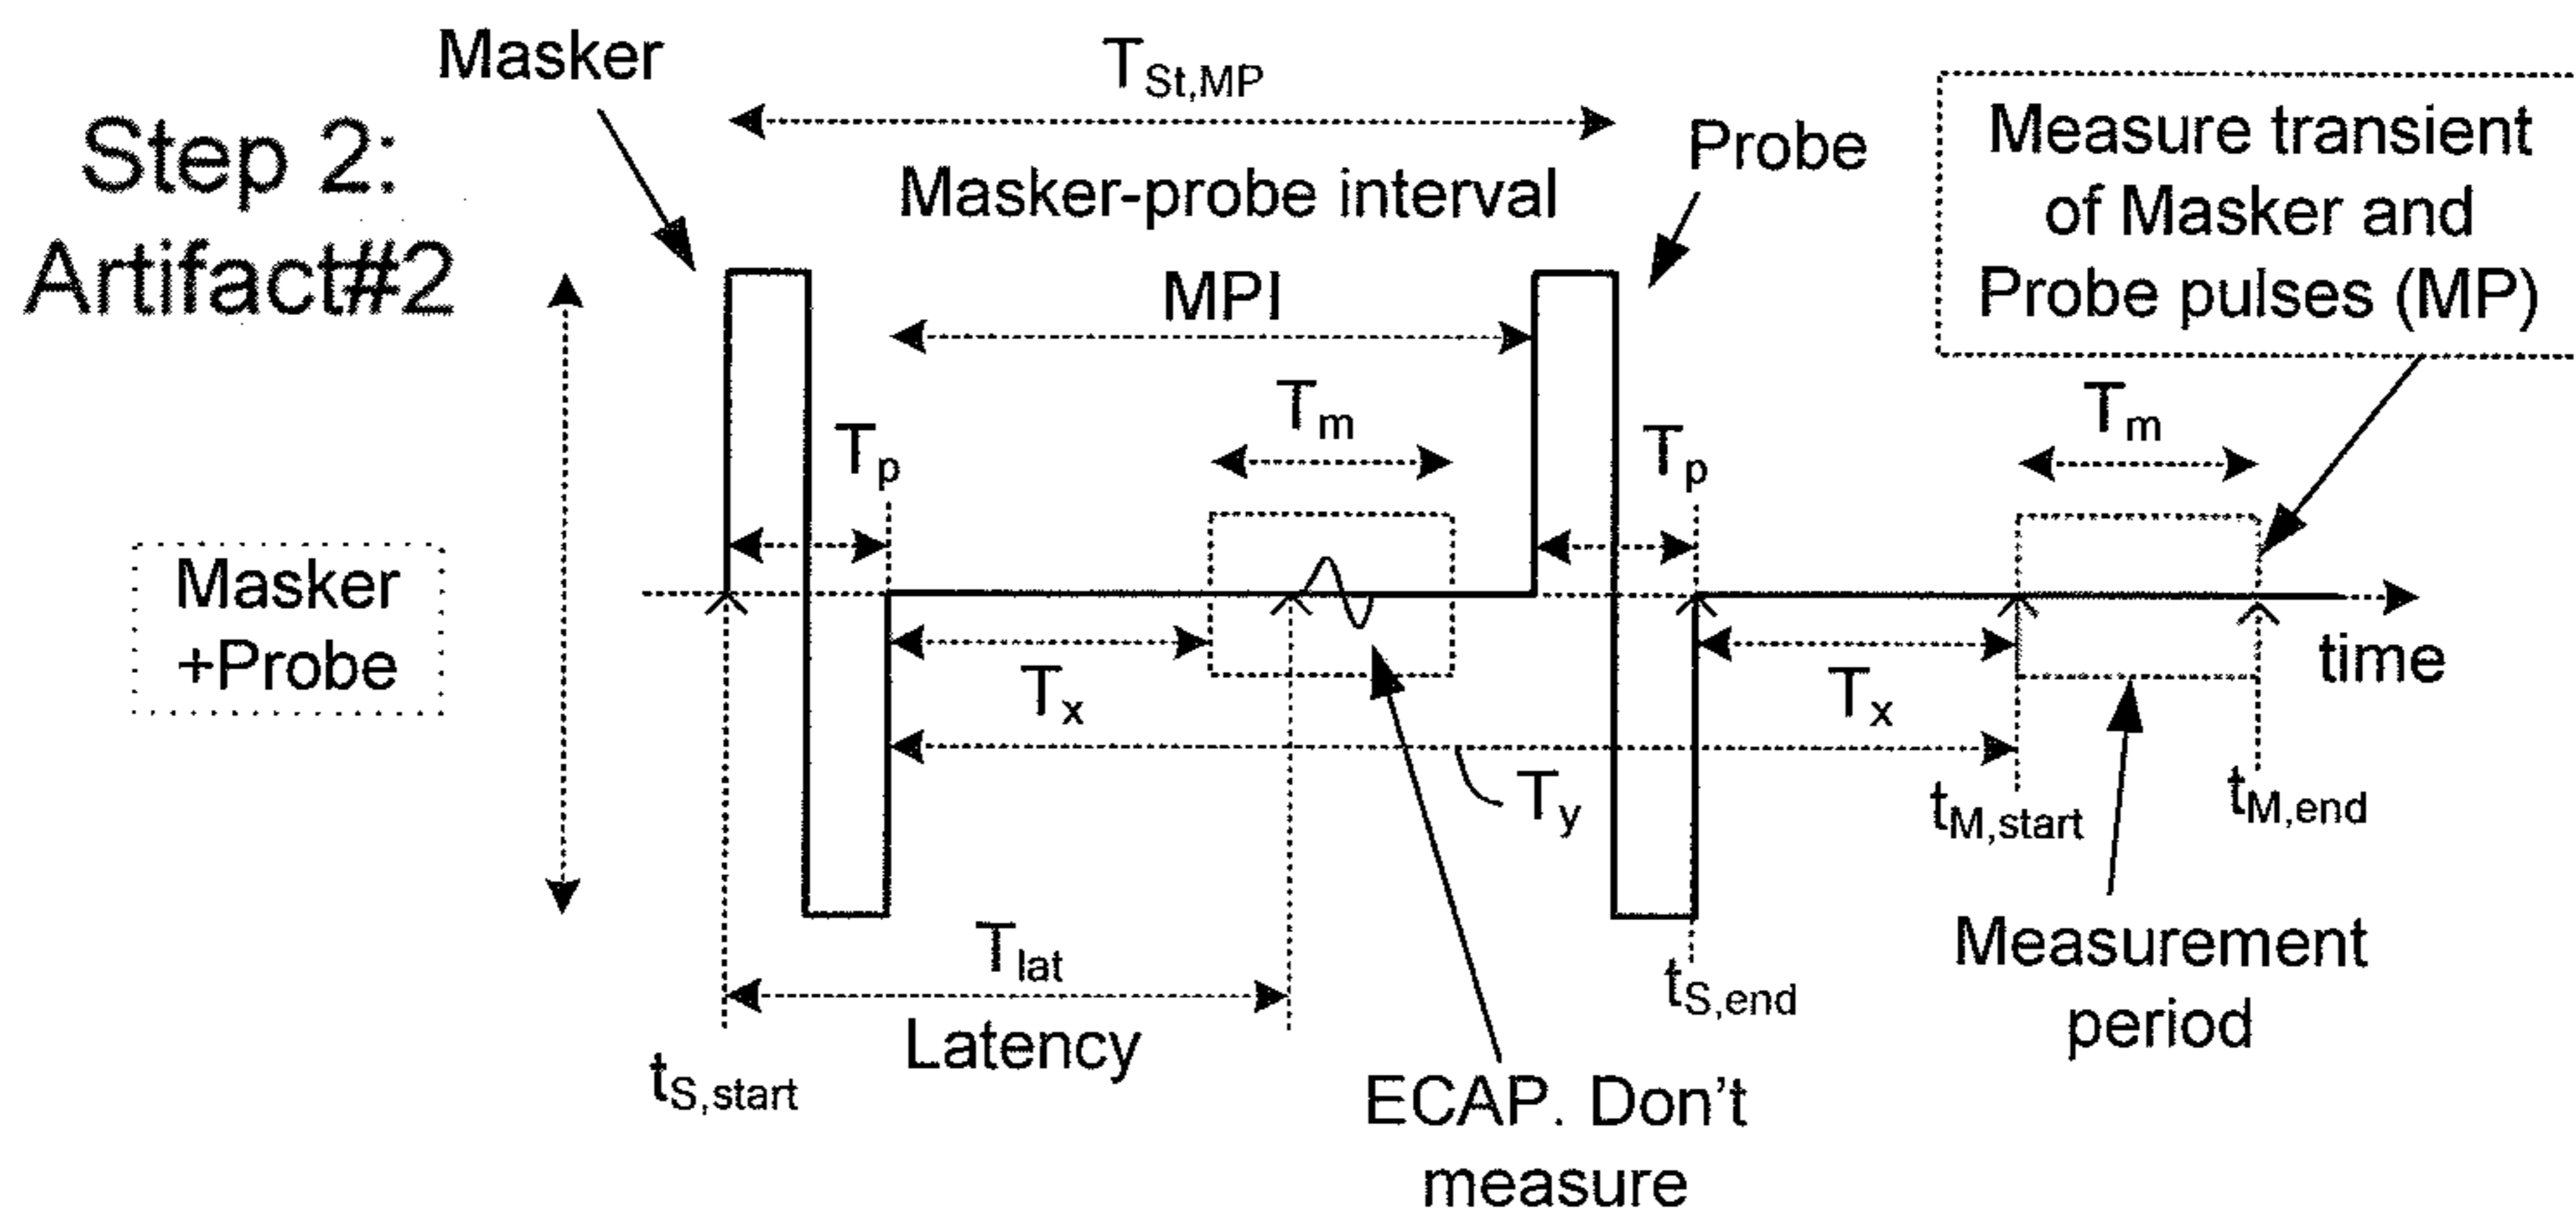 Step 2:
Artifact#2
Masker
T_St,MP
Masker-probe interval
MPI
Probe
Measure transient
of Masker and
Probe pulses (MP)
T_p
T_m
T_p
T_m
Masker
+Probe
T_x
T_x
time
T_y
t_M,start
t_M,end
T_lat
Latency
t_S,start
t_S,end
ECAP. Don't
measure
Measurement
period